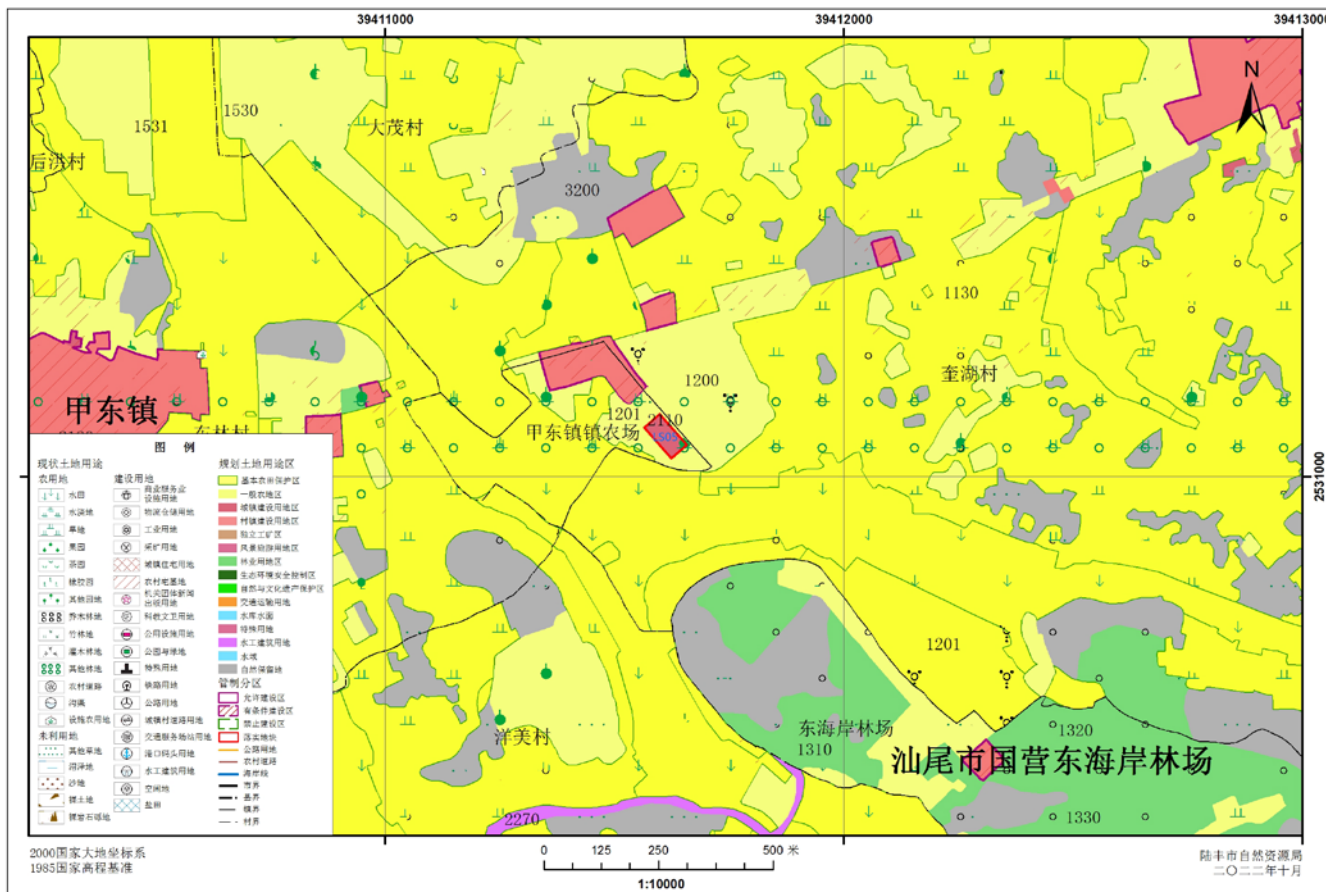 39411000
39412000
39413000
N
1530
1531
大茂村
后洪村
3200
1130
奎湖村
1200
甲东镇
1201
2110
甲东镇镇农场
LS05
2531000
东海岸林场
1310
1201
1320
汕尾市国营东海岸林场
1330
洋美村
2270
图 例
现状土地用途
农用地
水田
水浇地
旱地
果园
茶园
橡胶园
其他园地
乔木林地
竹林地
灌木林地
其他林地
农村道路
沟渠
设施农用地
未利用地
其他草地
沼泽地
沙地
裸土地
裸岩石砾地
建设用地
商业服务业
设施用地
物流仓储用地
工业用地
采矿用地
城镇住宅用地
农村宅基地
机关团体新闻
出版用地
科教文卫用地
公用设施用地
公园与绿地
特殊用地
铁路用地
公路用地
城镇村道路用地
交通服务场站用地
港口码头用地
水工建筑用地
空闲地
盐田
规划土地用途区
基本农田保护区
一般农地区
城镇建设用地区
村镇建设用地区
独立工矿区
风景旅游用地区
林业用地区
生态环境安全控制区
自然与文化遗产保护区
交通运输用地
水库水面
特殊用地
水工建筑用地
水域
自然保留地
管制分区
允许建设区
有条件建设区
禁止建设区
落实地块
公路用地
农村道路
海岸线
市界
县界
镇界
村界
2000国家大地坐标系
1985国家高程基准
0 125 250 500 米
1:10000
陆丰市自然资源局
二〇二二年十月